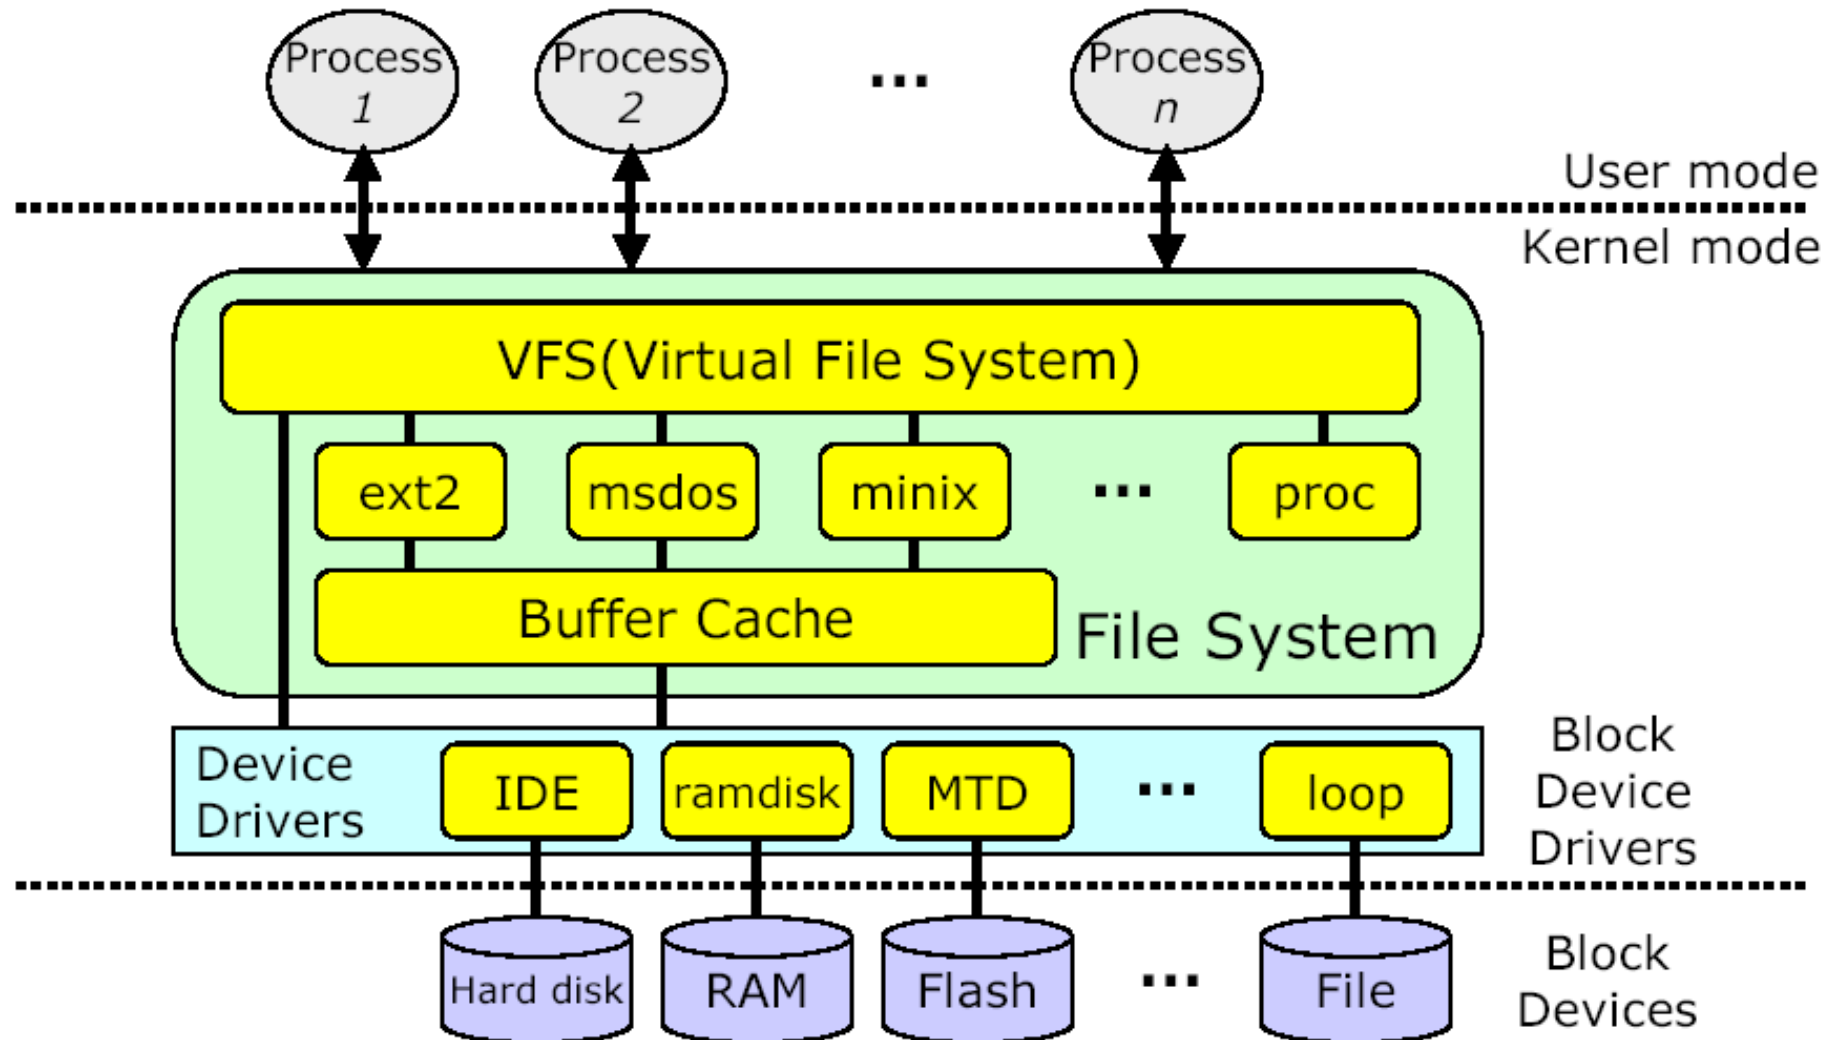 Process
1
Process
2
...
Process
n
User mode
Kernel mode
VFS(Virtual File System)
ext2
msdos
minix
...
proc
Buffer Cache
File System
Device
Drivers
IDE
ramdisk
MTD
...
loop
Block
Device
Drivers
Hard disk
RAM
Flash
...
File
Block
Devices